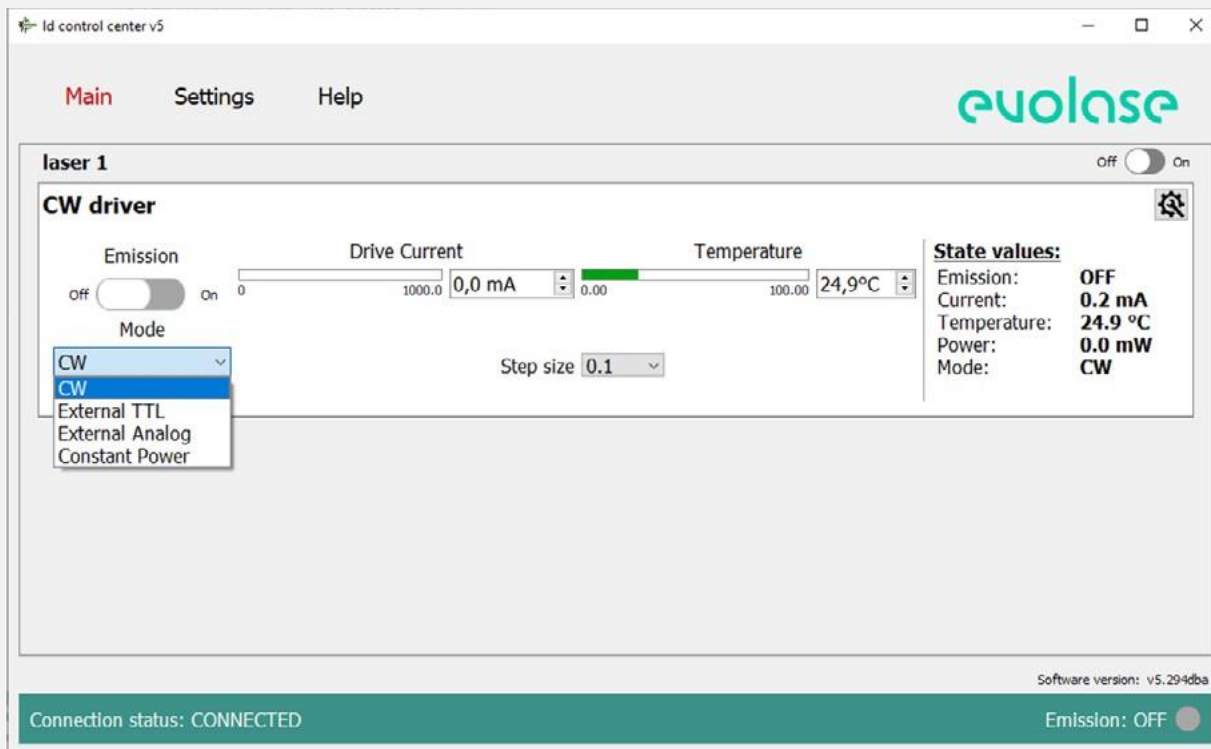 ld control center v5
Main Settings Help
evolase
laser 1
Off On
CW driver
Emission
Off On
Mode
CW
CW
External TTL
External Analog
Constant Power
Drive Current
0 1000.0 0,0 mA
Temperature
0.00 100.00 24,9°C
Step size 0.1
State values:
Emission: OFF
Current: 0.2 mA
Temperature: 24.9 °C
Power: 0.0 mW
Mode: CW
Software version: v5.294dba
Connection status: CONNECTED
Emission: OFF